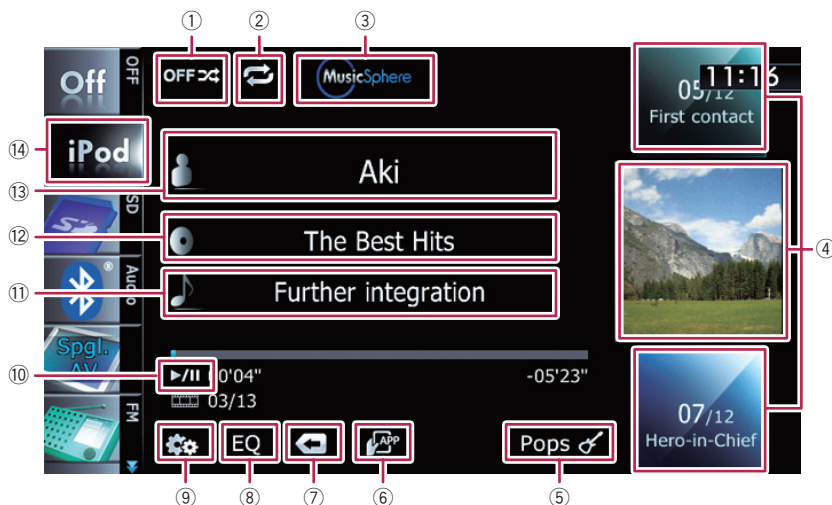 ① ② ③
Off OFF
OFF
MusicSphere
11:16
05/12
First contact
⑭ iPod
⑬ Aki
SD
④
⑫ The Best Hits
Audio
⑪ Further integration
Spgl.
AV
⑩ ►/II 00'04" -05'23"
03/13
FM
07/12
Hero-in-Chief
EQ
APP
Pops
⑨ ⑧ ⑦ ⑥ ⑤